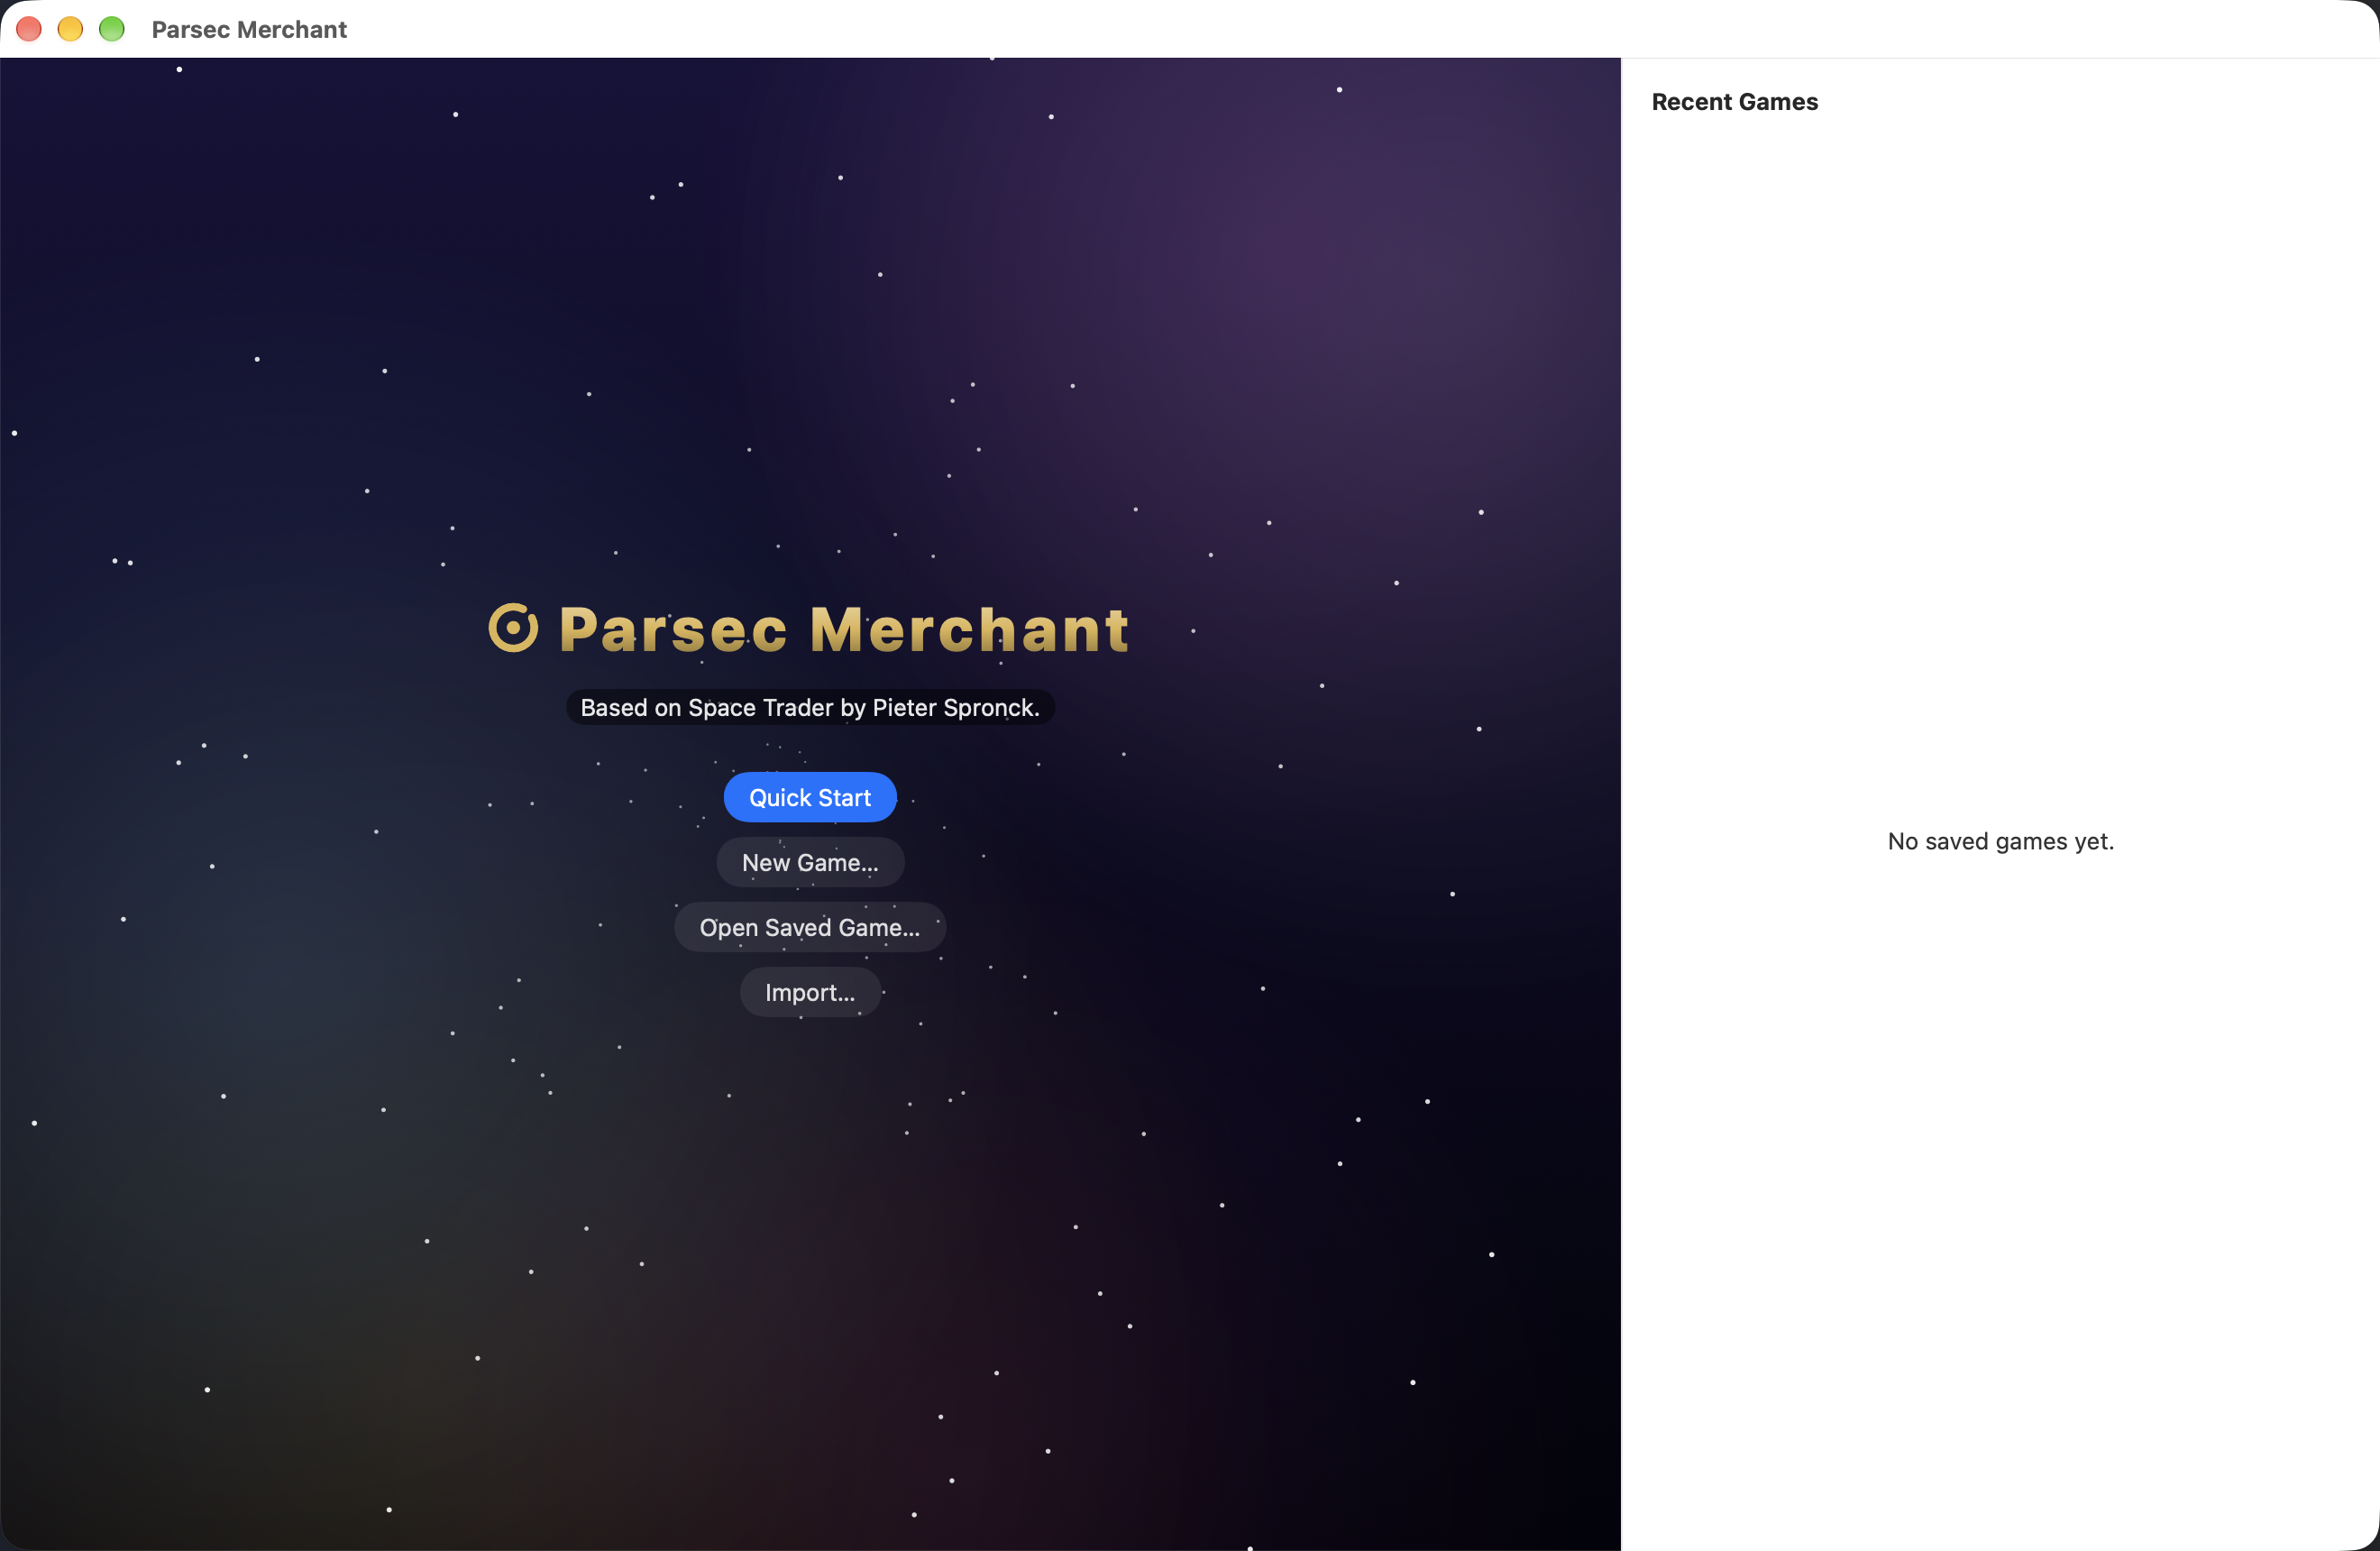 Parsec Merchant
Recent Games
Parsec Merchant
Based on Space Trader by Pieter Spronck.
Quick Start
New Game...
Open Saved Game...
Import...
No saved games yet.